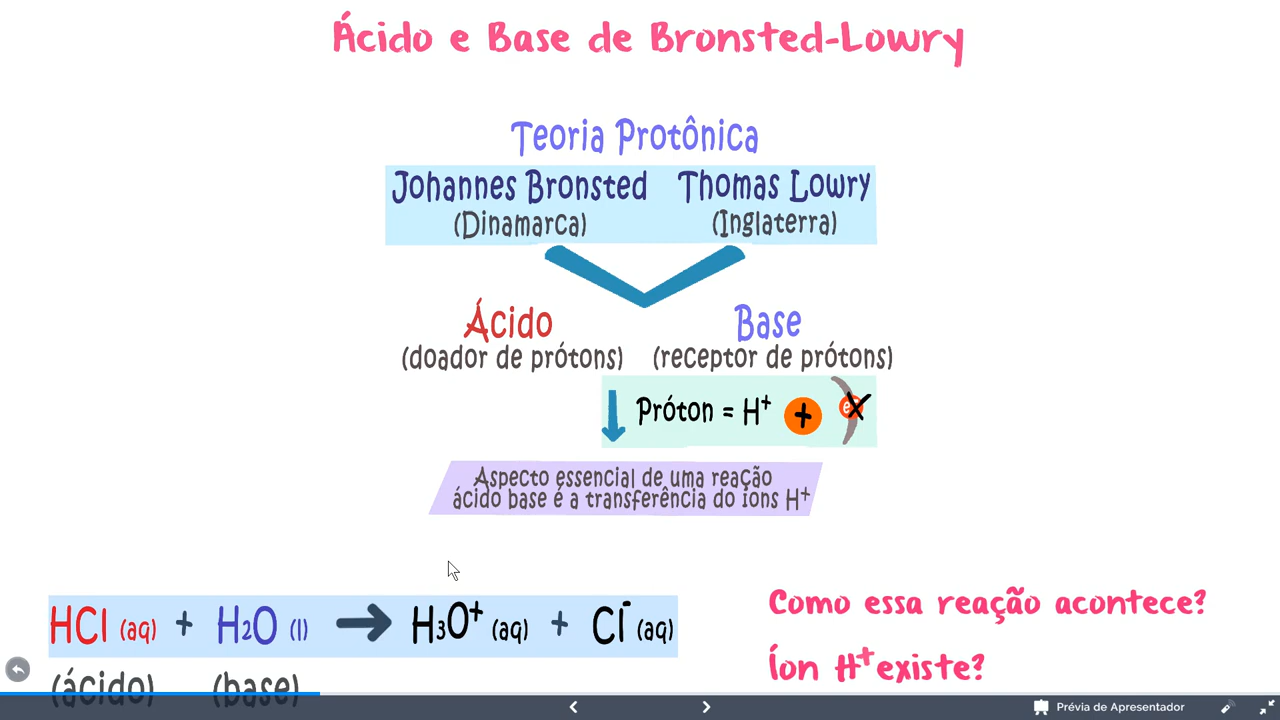 Ácido e Base de Bronsted-Lowry
Teoria Protônica
Johannes Bronsted Thomas Lowry
(Dinamarca) (Inglaterra)
Ácido Base
(doador de prótons) (receptor de prótons)
Próton = H⁺ + e⁻
Aspecto essencial de uma reação
ácido base é a transferência do íons H⁺
HCl (aq) + H₂O (l) → H₃O⁺ (aq) + Cl⁻ (aq)
(ácido) (base)
Como essa reação acontece?
Íon H⁺ existe?
Prévia de Apresentador